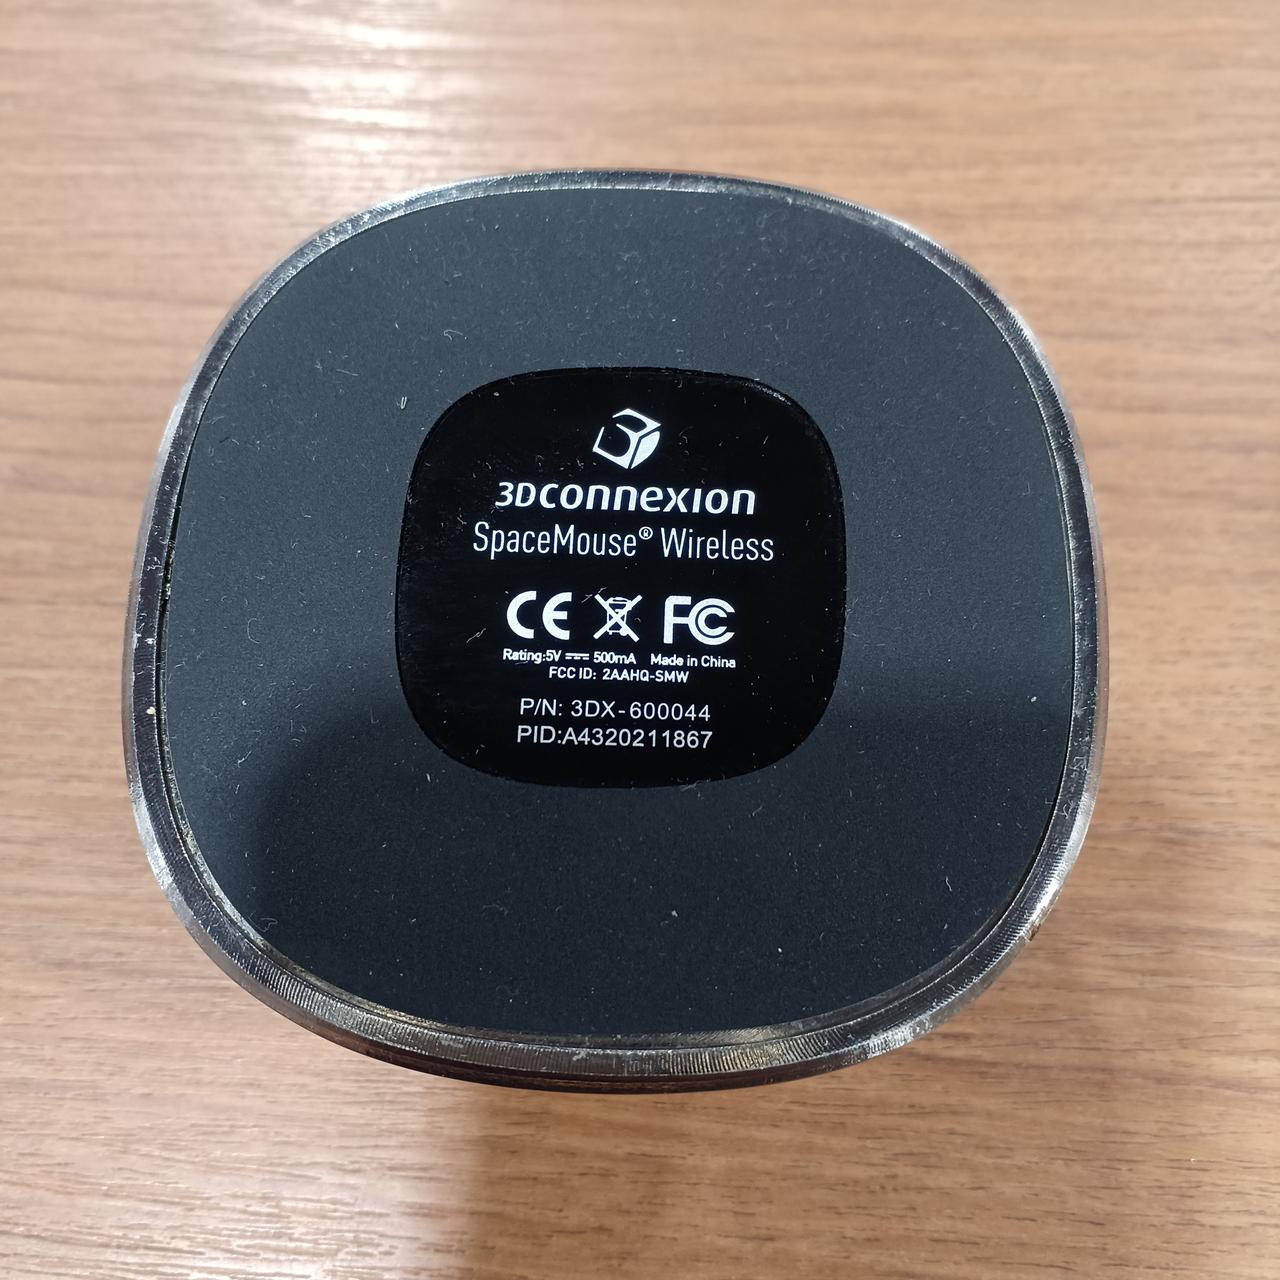 3Dconnexion
SpaceMouse® Wireless
CE FC
Rating:5V ⎓ 500mA Made in China
FCC ID: 2AAHQ-SMW
P/N: 3DX-600044
PID:A4320211867